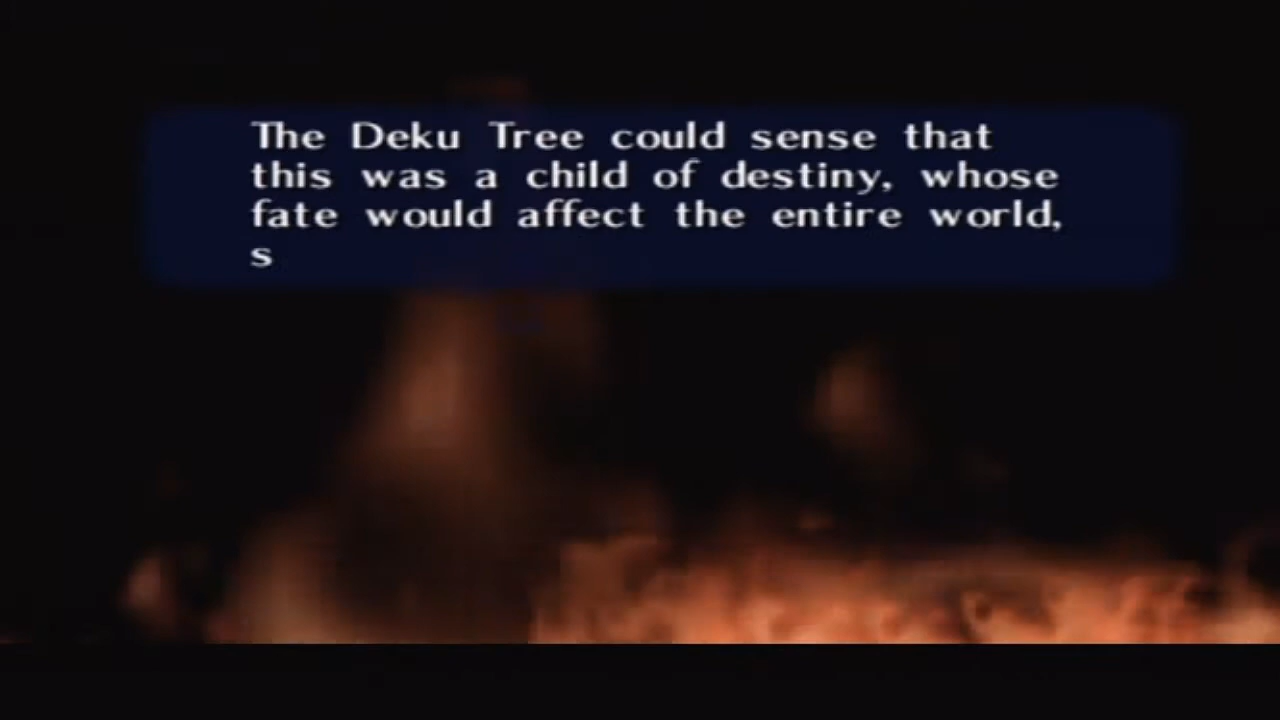 The Deku Tree could sense that
this was a child of destiny, whose
fate would affect the entire world,
s